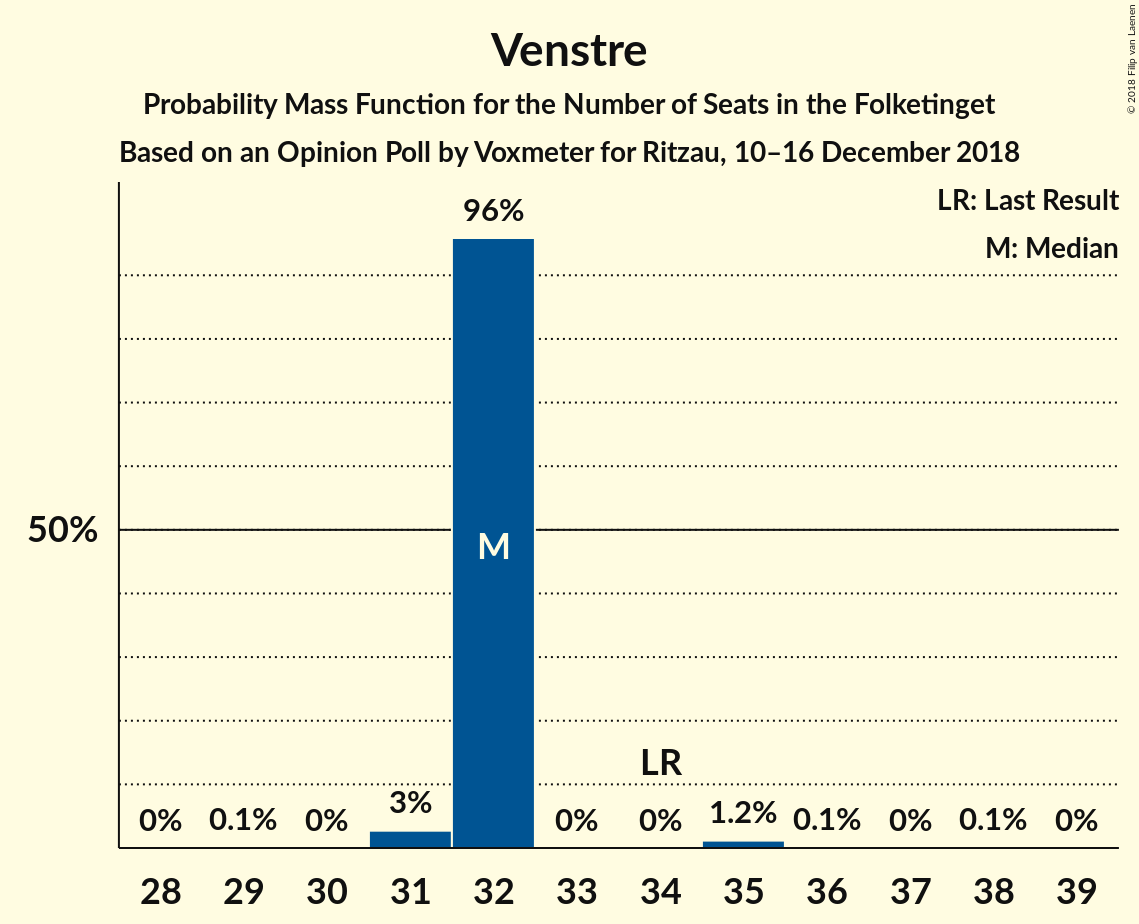 Venstre
Probability Mass Function for the Number of Seats in the Folketinget
Based on an Opinion Poll by Voxmeter for Ritzau, 10–16 December 2018
© 2018 Filip van Laenen
LR: Last Result
M: Median
96%
50%
M
LR
0% 0.1% 0% 3% 0% 0% 1.2% 0.1% 0% 0.1% 0%
28 29 30 31 32 33 34 35 36 37 38 39